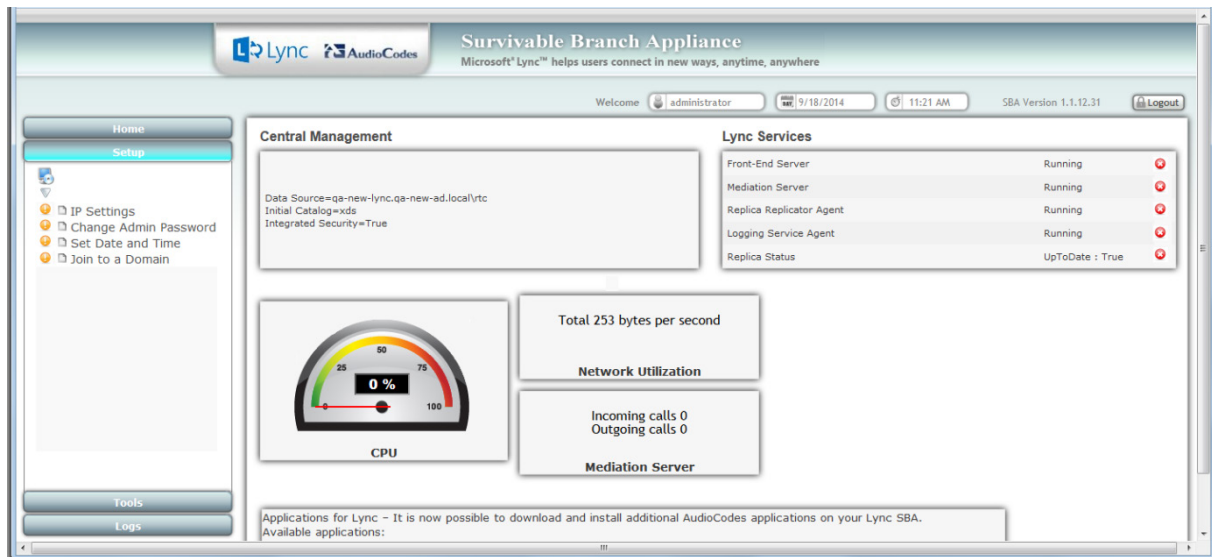 Lync AudioCodes
Survivable Branch Appliance
Microsoft® Lync™ helps users connect in new ways, anytime, anywhere
Welcome administrator 9/18/2014 11:21 AM SBA Version 1.1.12.31 Logout
Home
Setup
IP Settings
Change Admin Password
Set Date and Time
Join to a Domain
Tools
Logs
Central Management
Data Source=qa-new-lync.qa-new-ad.local\rtc
Initial Catalog=xds
Integrated Security=True
Lync Services
Front-End Server Running
Mediation Server Running
Replica Replicator Agent Running
Logging Service Agent Running
Replica Status UpToDate : True
0
25
50
75
100
0 %
CPU
Total 253 bytes per second
Network Utilization
Incoming calls 0
Outgoing calls 0
Mediation Server
Applications for Lync – It is now possible to download and install additional AudioCodes applications on your Lync SBA.
Available applications: